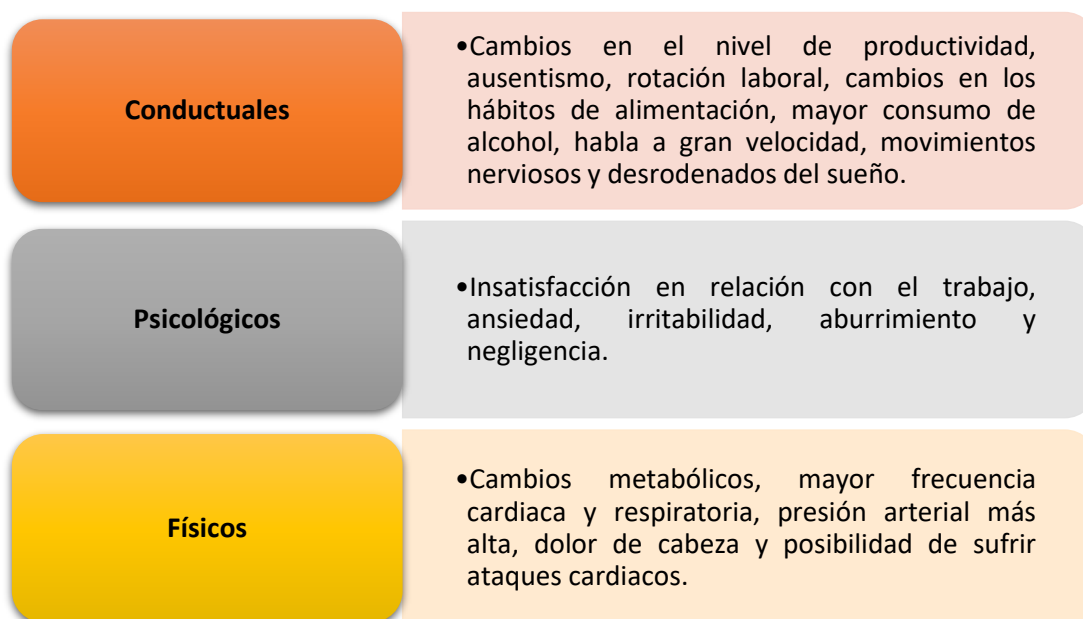 Conductuales
•Cambios en el nivel de productividad,
ausentismo, rotación laboral, cambios en los
hábitos de alimentación, mayor consumo de
alcohol, habla a gran velocidad, movimientos
nerviosos y desrodenados del sueño.
Psicológicos
•Insatisfacción en relación con el trabajo,
ansiedad, irritabilidad, aburrimiento y
negligencia.
Físicos
•Cambios metabólicos, mayor frecuencia
cardiaca y respiratoria, presión arterial más
alta, dolor de cabeza y posibilidad de sufrir
ataques cardiacos.